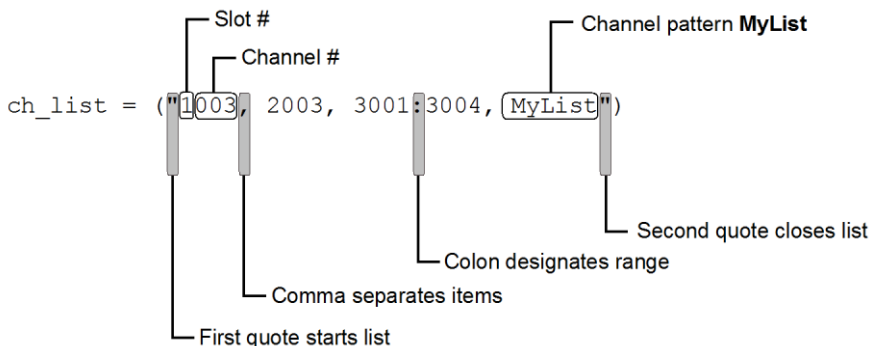 Slot #
Channel pattern MyList
Channel #
ch_list = ("1003, 2003, 3001:3004, MyList")
Second quote closes list
Colon designates range
Comma separates items
First quote starts list